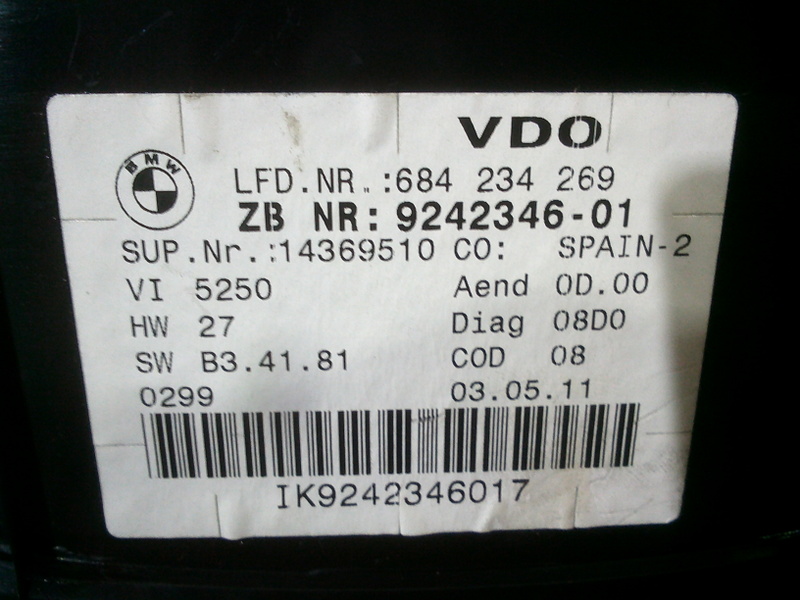 VDO
BMW
LFD.NR.:684 234 269
ZB NR: 9242346-01
SUP.Nr.:14369510 CO: SPAIN-2
VI 5250 Aend 0D.00
HW 27 Diag 08D0
SW B3.41.81 COD 08
0299 03.05.11
IK9242346017